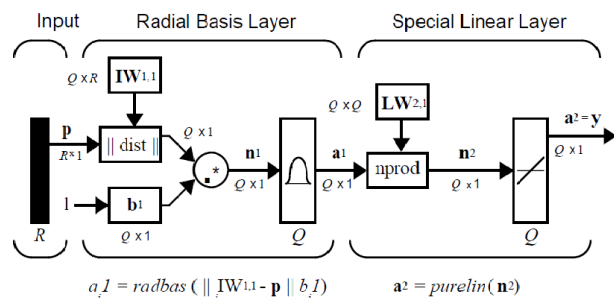 Input
Radial Basis Layer
Special Linear Layer
Q×R
IW1,1
Q×Q
LW2,1
a2=y
p
R×1
|| dist ||
Q×1
.*
n1
Q×1
a1
Q×1
nprod
n2
Q×1
Q×1
1
b1
Q×1
R
Q
Q
ai1 = radbas ( || iIW1,1 - p || bi1)
a2 = purelin( n2)